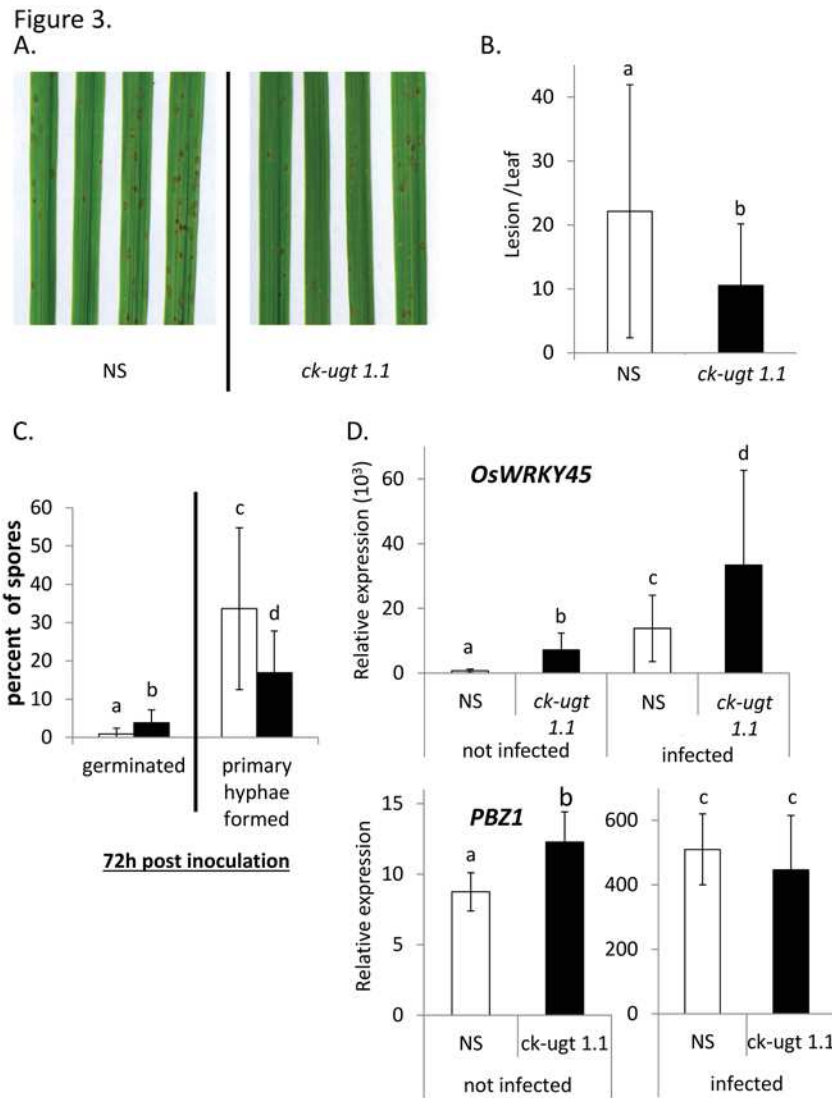 Figure 3.
A.
NS
ck-ugt 1.1
B.
Lesion /Leaf
40
30
20
10
0
a
b
NS
ck-ugt 1.1
C.
percent of spores
60
50
40
30
20
10
0
a
b
c
d
germinated
primary
hyphae
formed
72h post inoculation
D.
OsWRKY45
Relative expression (10³)
60
40
20
0
a
b
c
d
NS
ck-ugt
1.1
NS
ck-ugt
1.1
not infected
infected
PBZ1
Relative expression
15
10
5
0
a
b
NS
ck-ugt 1.1
not infected
600
400
200
0
c
c
NS
ck-ugt 1.1
infected